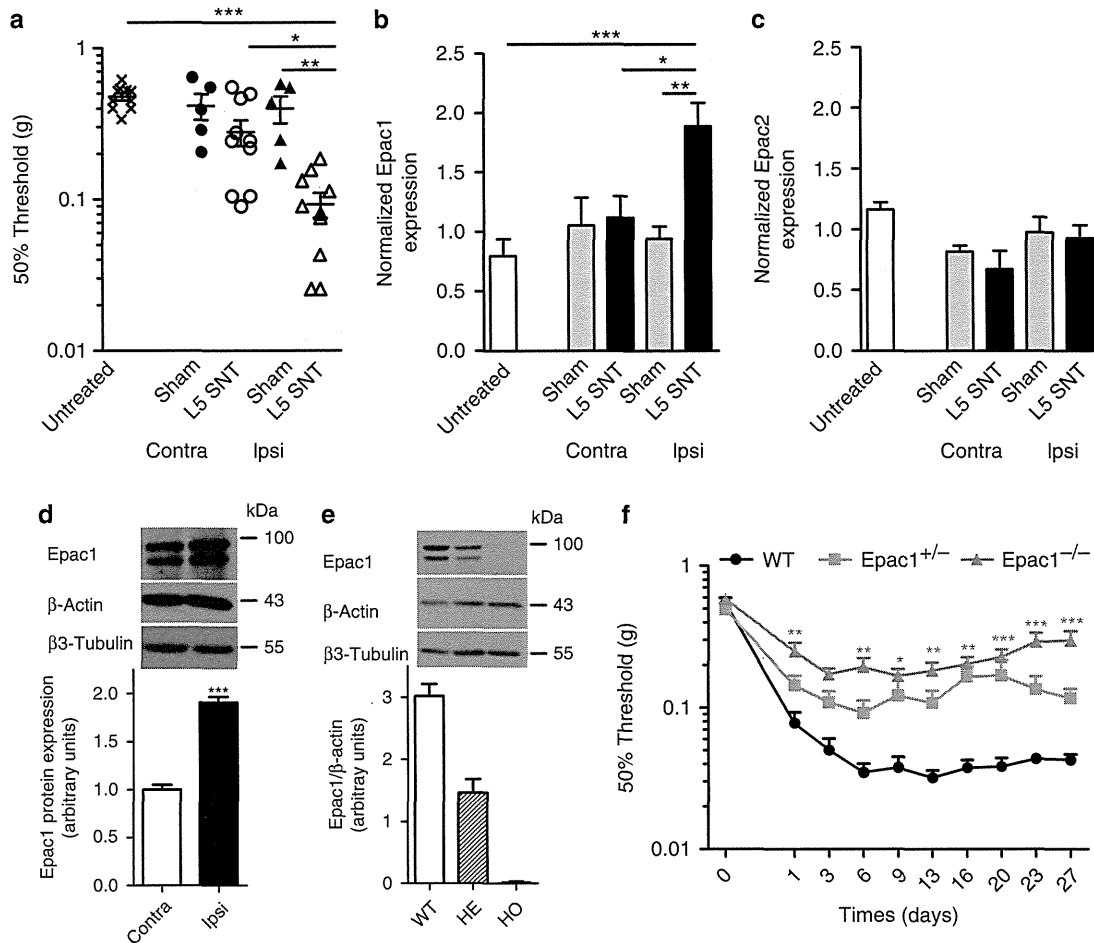 a
***
*
**
1
0.1
0.01
50% Threshold (g)
Untreated
Sham
L5 SNT
Sham
L5 SNT
Contra
Ipsi
b
***
*
**
2.5
2.0
1.5
1.0
0.5
0.0
Normalized Epac1
expression
Untreated
Sham
L5 SNT
Sham
L5 SNT
Contra
Ipsi
c
2.5
2.0
1.5
1.0
0.5
0.0
Normalized Epac2
expression
Untreated
Sham
L5 SNT
Sham
L5 SNT
Contra
Ipsi
d
kDa
Epac1
100
β-Actin
43
β3-Tubulin
55
***
2.0
1.5
1.0
0.5
0.0
Epac1 protein expression
(arbitrary units)
Contra
Ipsi
e
kDa
Epac1
100
β-Actin
43
β3-Tubulin
55
3
2
1
0
Epac1/β-actin
(arbitray units)
WT
HE
HO
f
WT
Epac1+/−
Epac1−/−
1
0.1
0.01
50% Threshold (g)
**
**
*
**
**
***
***
***
0
1
3
6
9
13
16
20
23
27
Times (days)